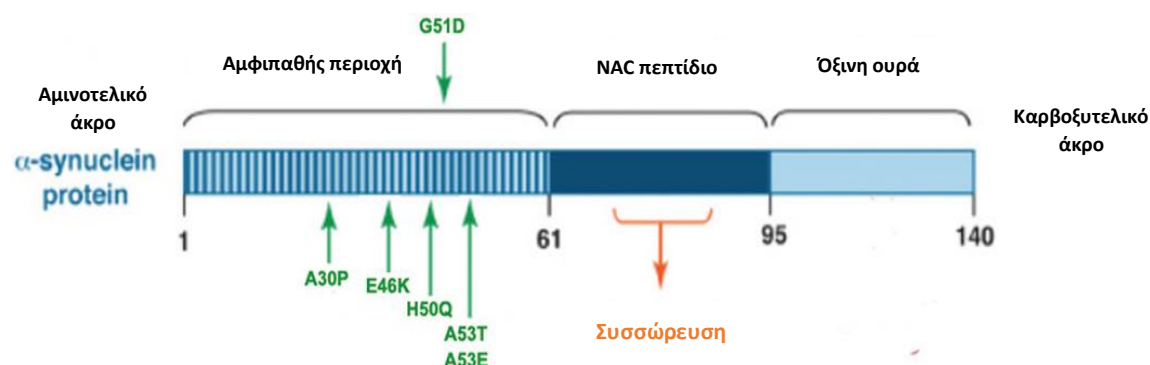 G51D
Αμφιπαθής περιοχή
NAC πεπτίδιο
Όξινη ουρά
Αμινοτελικό
άκρο
Καρβοξυτελικό
άκρο
α-synuclein
protein
1
61
95
140
A30P
E46K
H50Q
A53T
A53E
Συσσώρευση